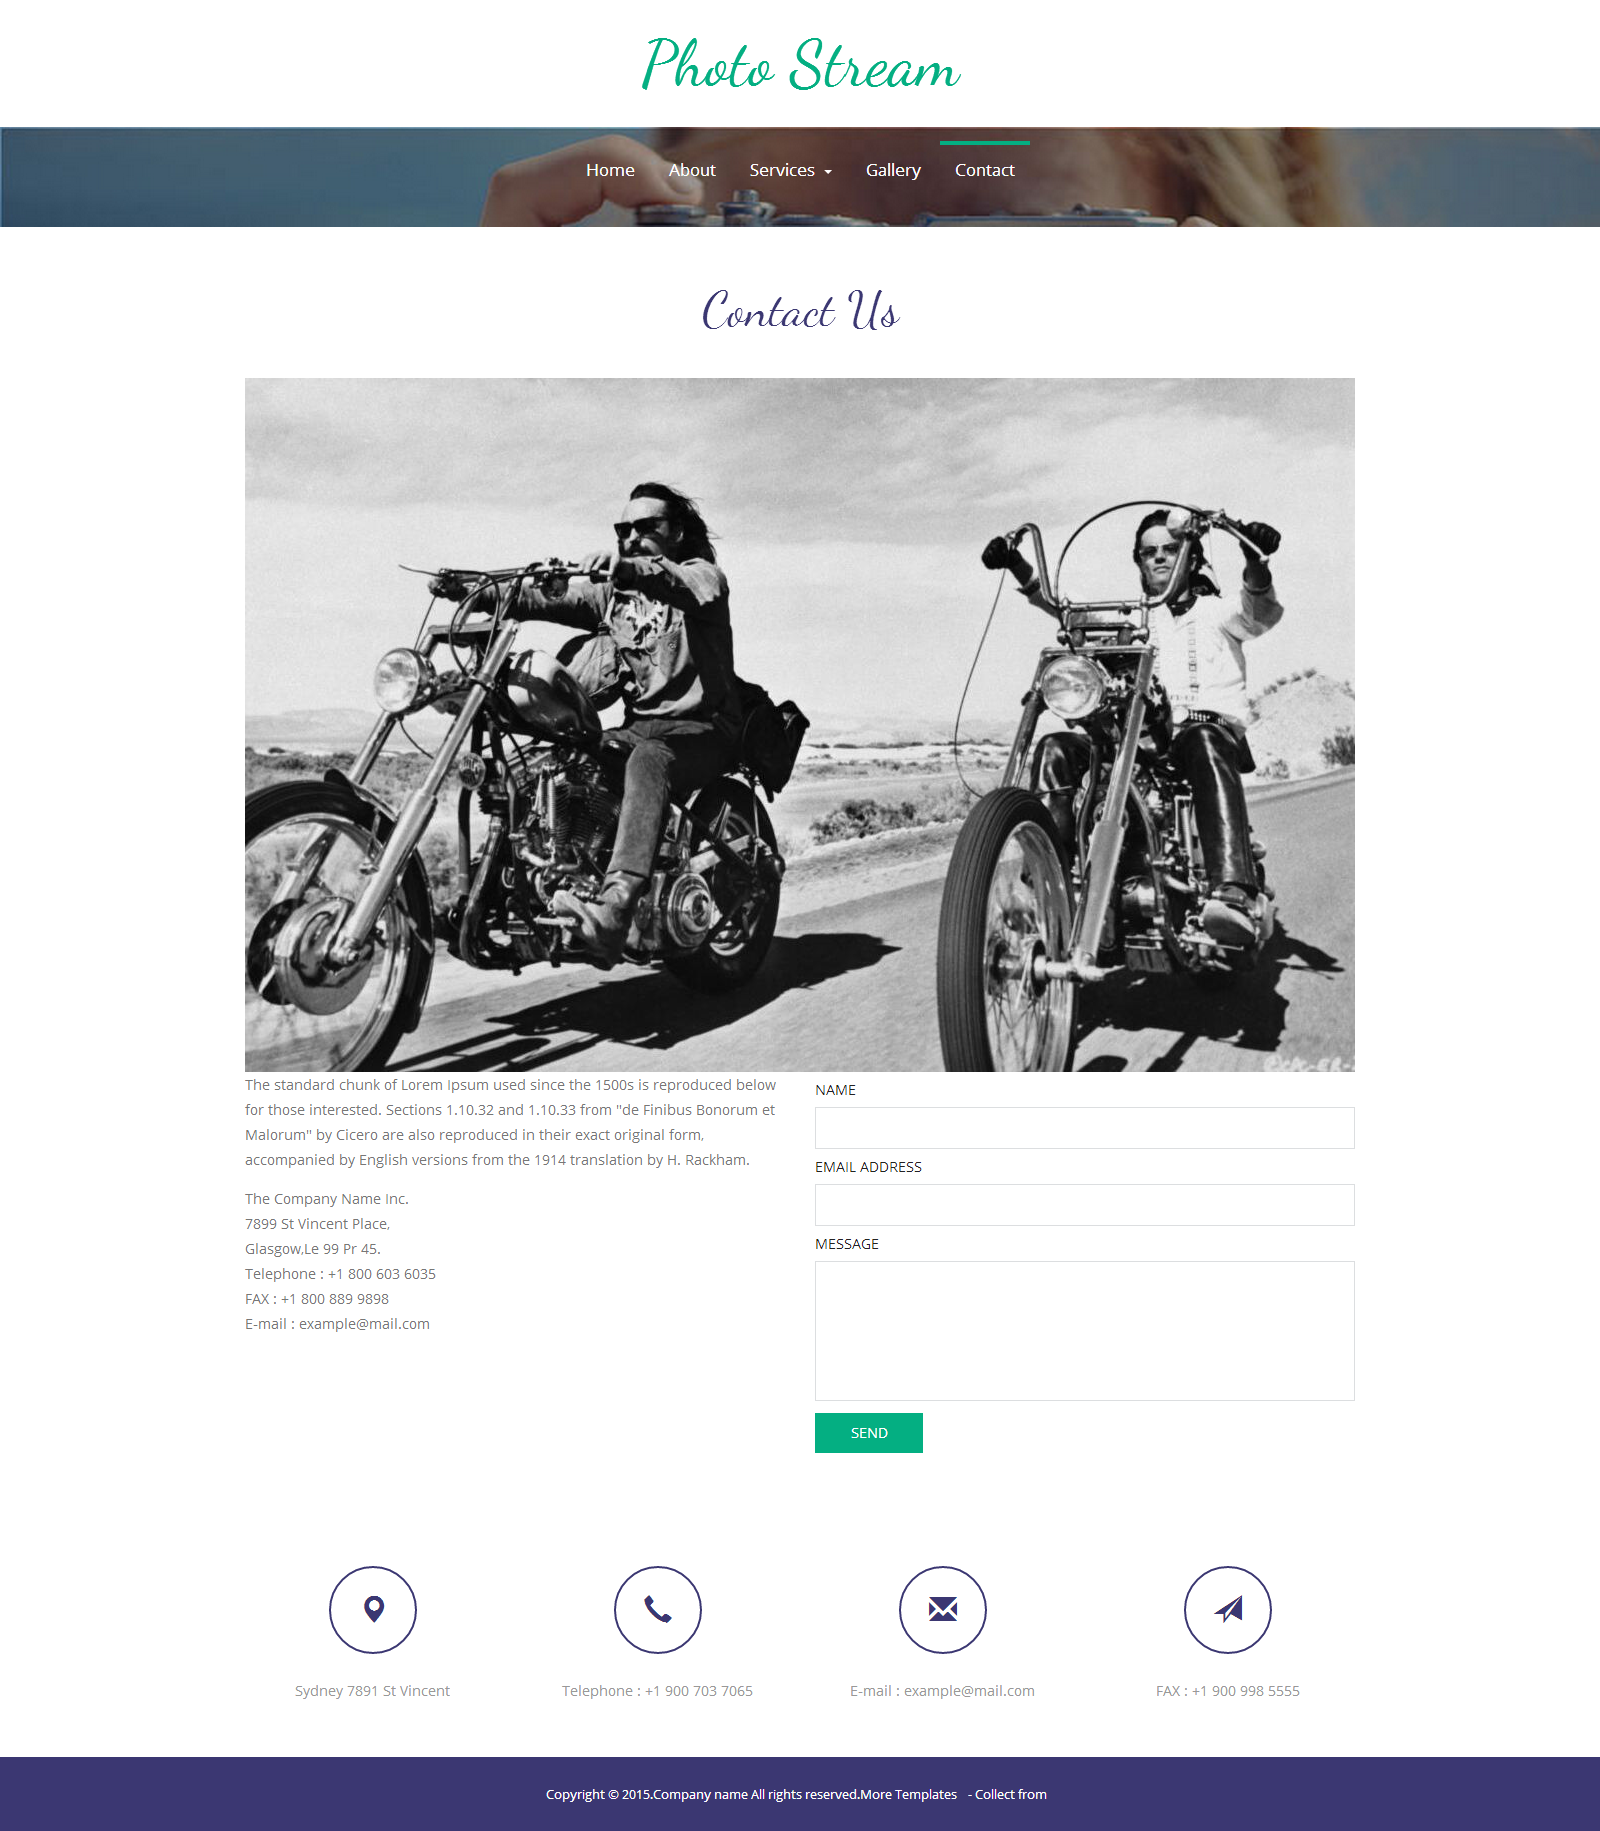 Photo Stream
Home About Services Gallery Contact
Contact Us
The standard chunk of Lorem Ipsum used since the 1500s is reproduced below
for those interested. Sections 1.10.32 and 1.10.33 from "de Finibus Bonorum et
Malorum" by Cicero are also reproduced in their exact original form,
accompanied by English versions from the 1914 translation by H. Rackham.
The Company Name Inc.
7899 St Vincent Place,
Glasgow,Le 99 Pr 45.
Telephone : +1 800 603 6035
FAX : +1 800 889 9898
E-mail : example@mail.com
NAME
EMAIL ADDRESS
MESSAGE
SEND
Sydney 7891 St Vincent
Telephone : +1 900 703 7065
E-mail : example@mail.com
FAX : +1 900 998 5555
Copyright © 2015.Company name All rights reserved.More Templates - Collect from